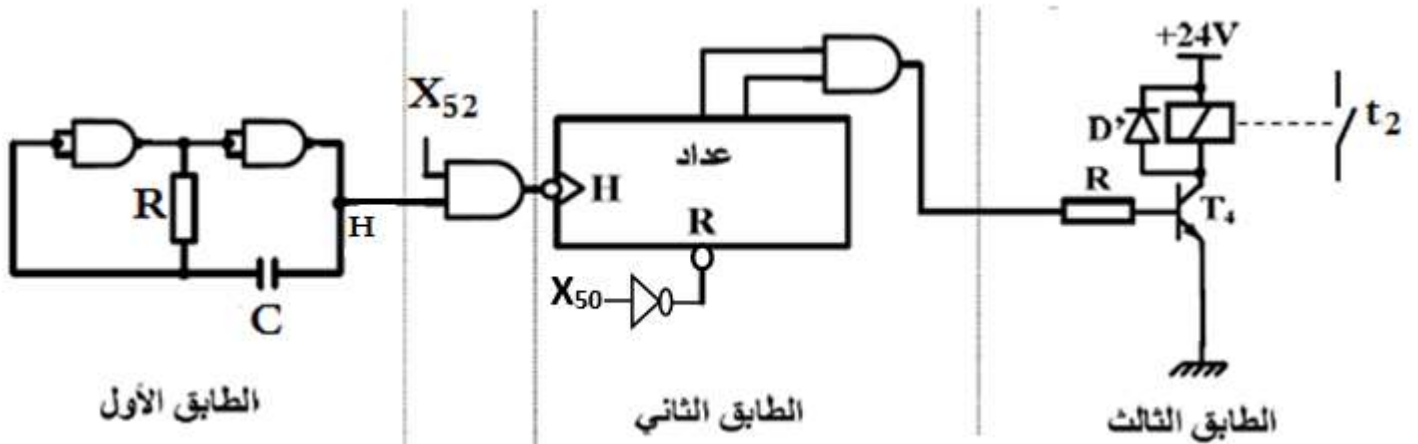 X₅₂
R
H
C
الطابق الأول
عداد
H
R
X₅₀
الطابق الثاني
+24V
D'
t₂
R
T₄
الطابق الثالث